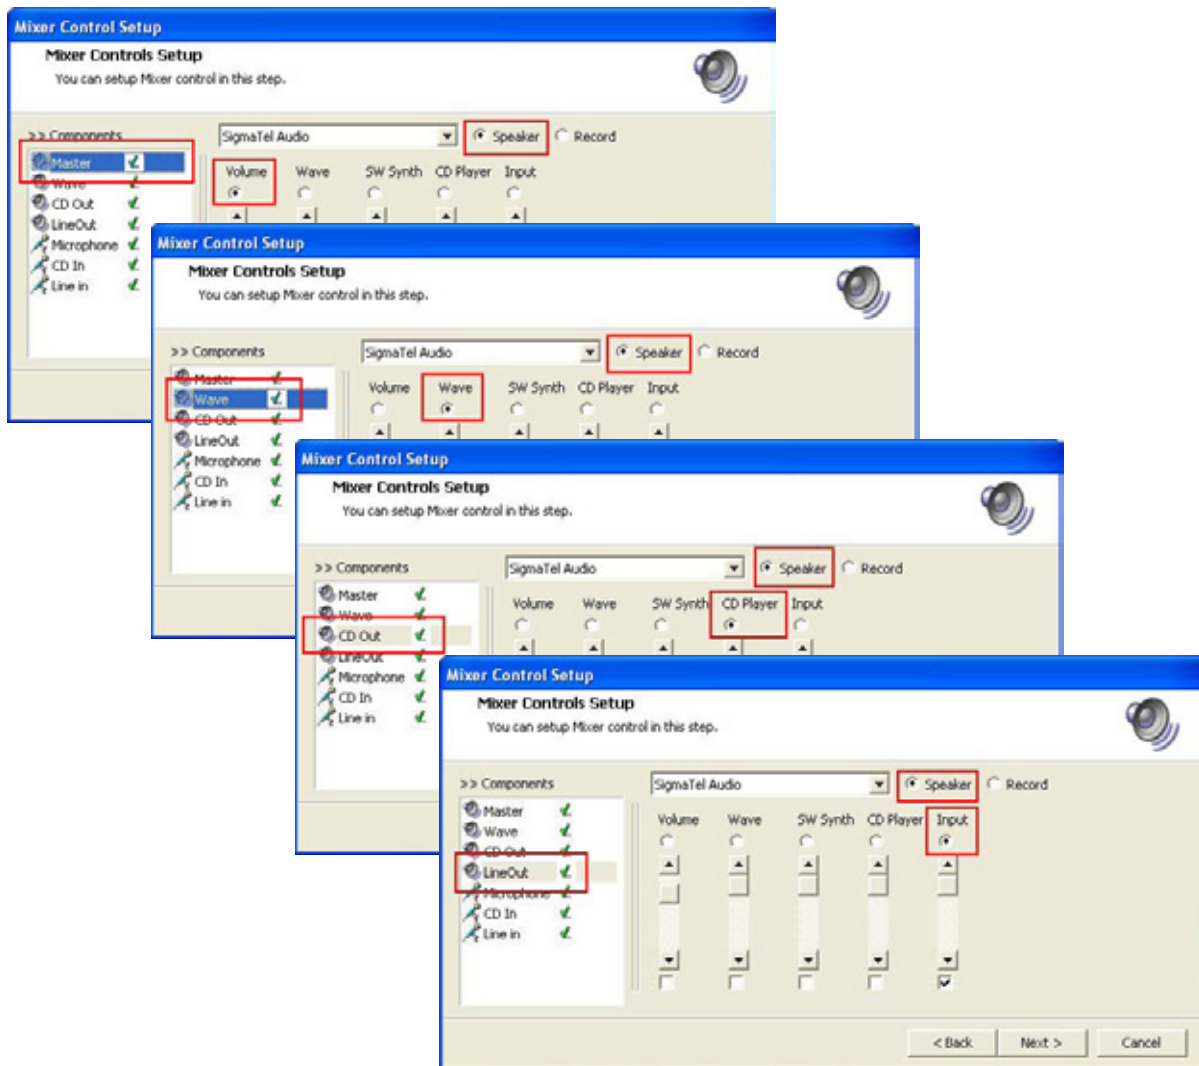 Mixer Control Setup
Mixer Controls Setup
You can setup Mixer control in this step.
>> Components SigmaTel Audio Speaker Record
Master
Volume Wave SW Synth CD Player Input
Wave
CD Out
LineOut
Microphone
CD In
Line in
Mixer Control Setup
Mixer Controls Setup
You can setup Mixer control in this step.
>> Components SigmaTel Audio Speaker Record
Master
Volume Wave SW Synth CD Player Input
Wave
CD Out
LineOut
Microphone
CD In
Line in
Mixer Control Setup
Mixer Controls Setup
You can setup Mixer control in this step.
>> Components SigmaTel Audio Speaker Record
Master
Volume Wave SW Synth CD Player Input
Wave
CD Out
LineOut
Microphone
CD In
Line in
Mixer Control Setup
Mixer Controls Setup
You can setup Mixer control in this step.
>> Components SigmaTel Audio Speaker Record
Master
Volume Wave SW Synth CD Player Input
Wave
CD Out
LineOut
Microphone
CD In
Line in
< Back Next > Cancel